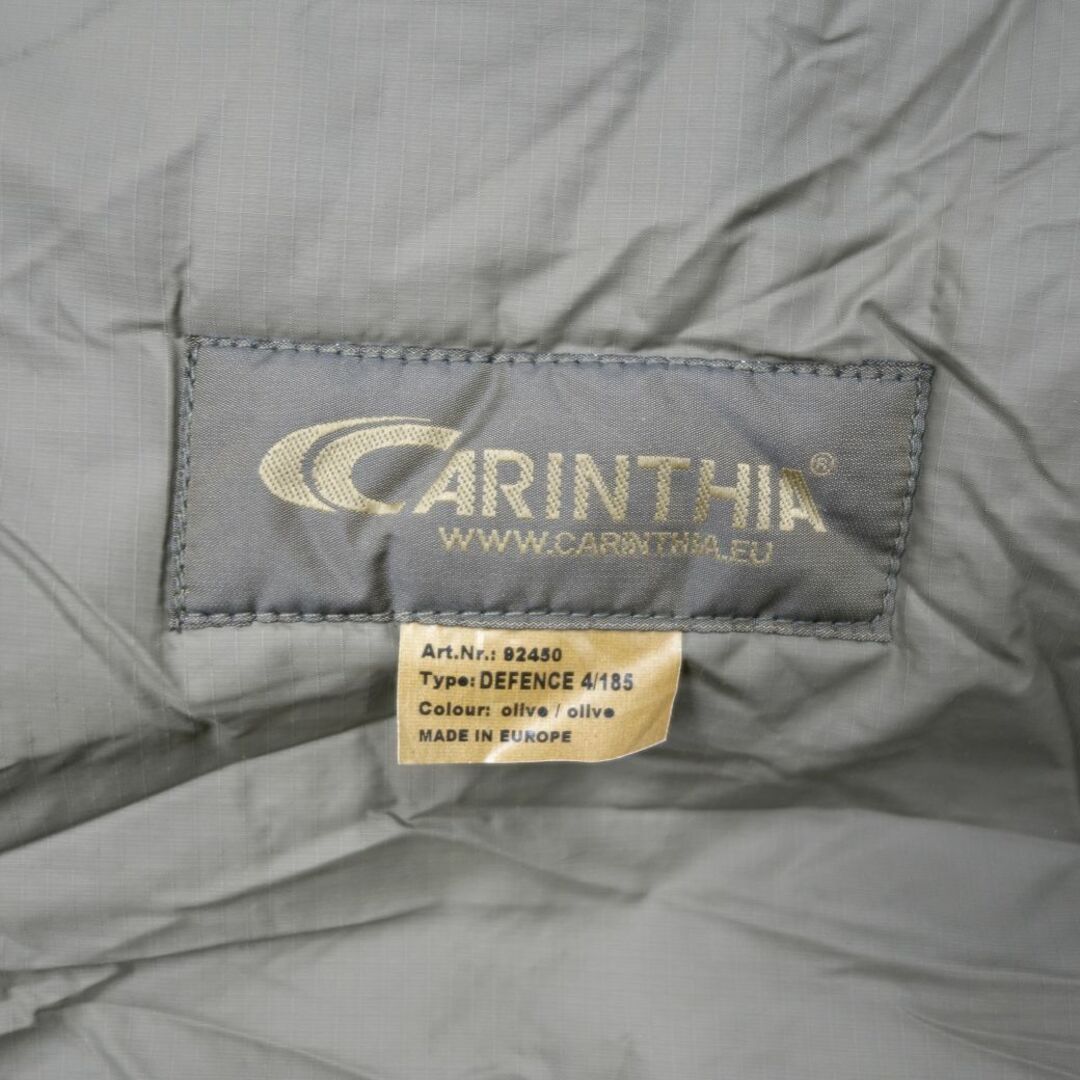 CARINTHIA®
WWW.CARINTHIA.EU
Art.Nr.: 92450
Type: DEFENCE 4/185
Colour: olive / olive
MADE IN EUROPE